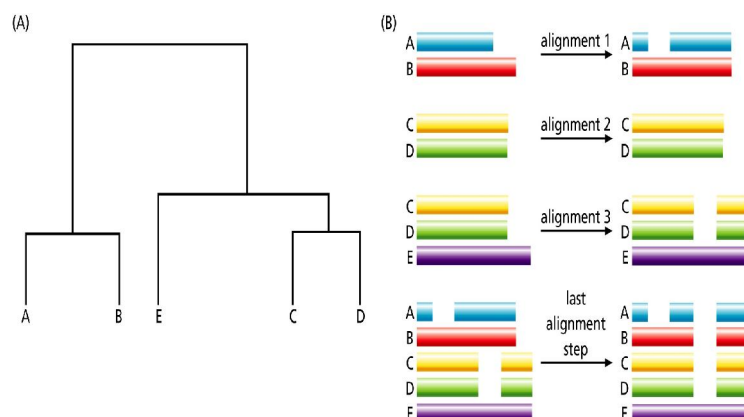 (A)
A B E C D
(B)
A alignment 1 A
B B
C alignment 2 C
D D
C alignment 3 C
D D
E E
A last A
B alignment B
C step C
D D
E E